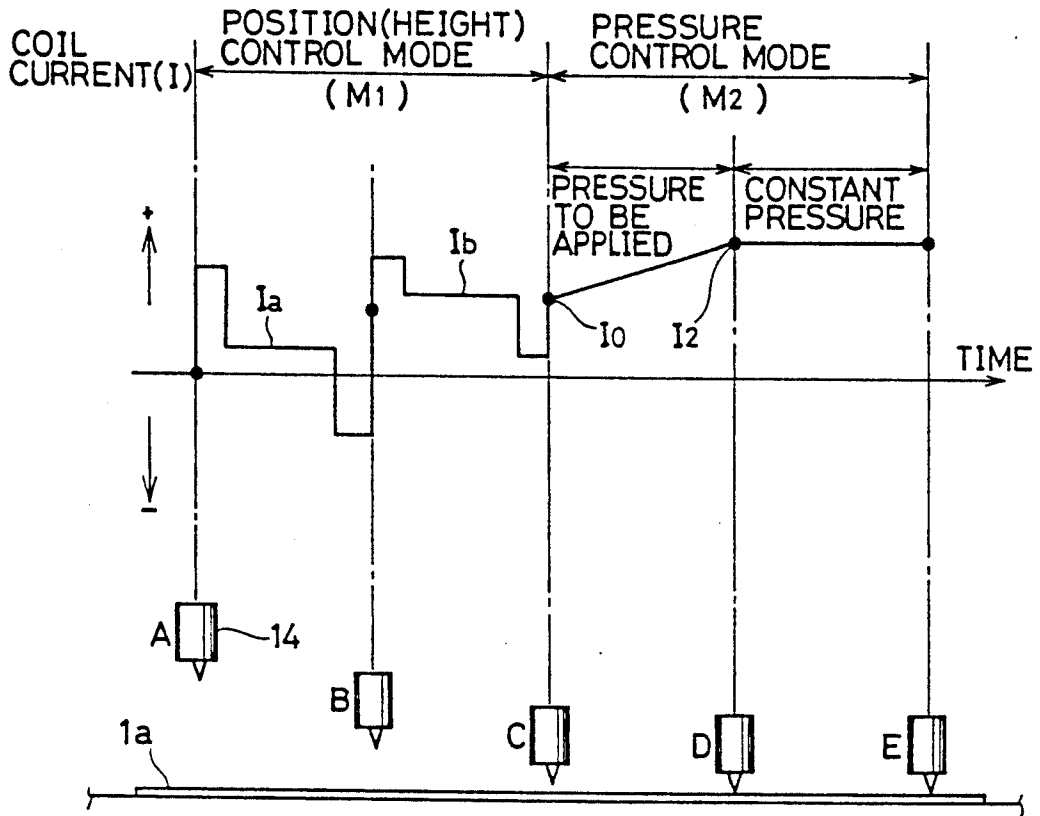 COIL
CURRENT(I)
POSITION(HEIGHT)
CONTROL MODE
(M1)
PRESSURE
CONTROL MODE
(M2)
PRESSURE
TO BE
APPLIED
CONSTANT
PRESSURE
+
Ia
Ib
I0
I2
TIME
-
A
14
B
C
D
E
1a